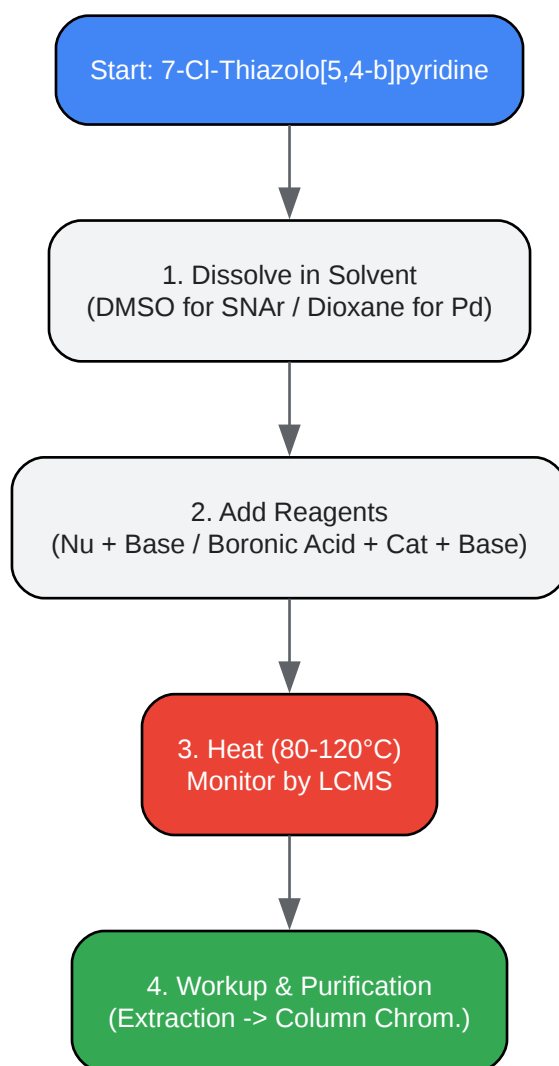 Start: 7-Cl-Thiazolo[5,4-b]pyridine
1. Dissolve in Solvent
(DMSO for SNAr / Dioxane for Pd)
2. Add Reagents
(Nu + Base / Boronic Acid + Cat + Base)
3. Heat (80-120°C)
Monitor by LCMS
4. Workup & Purification
(Extraction -> Column Chrom.)